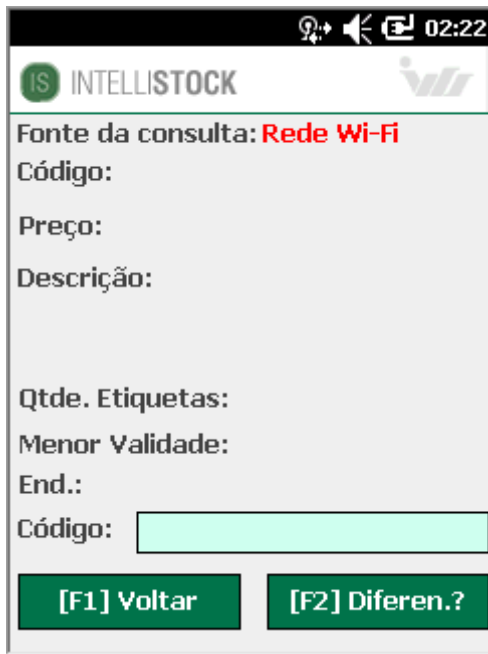 02:22
IS INTELLISTOCK
Fonte da consulta: Rede Wi-Fi
Código:
Preço:
Descrição:
Qtde. Etiquetas:
Menor Validade:
End.:
Código:
[F1] Voltar [F2] Diferen.?